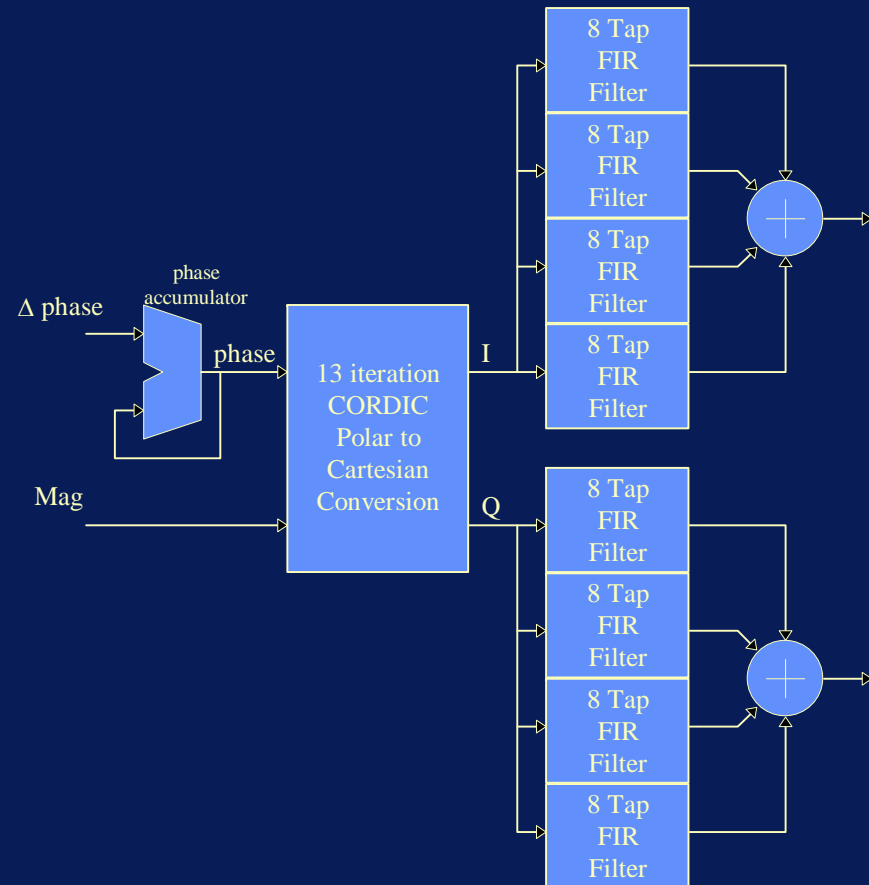 8 Tap
FIR
Filter
8 Tap
FIR
Filter
8 Tap
FIR
Filter
8 Tap
FIR
Filter
phase
accumulator
Δ phase
phase
Mag
13 iteration
CORDIC
Polar to
Cartesian
Conversion
I
Q
8 Tap
FIR
Filter
8 Tap
FIR
Filter
8 Tap
FIR
Filter
8 Tap
FIR
Filter